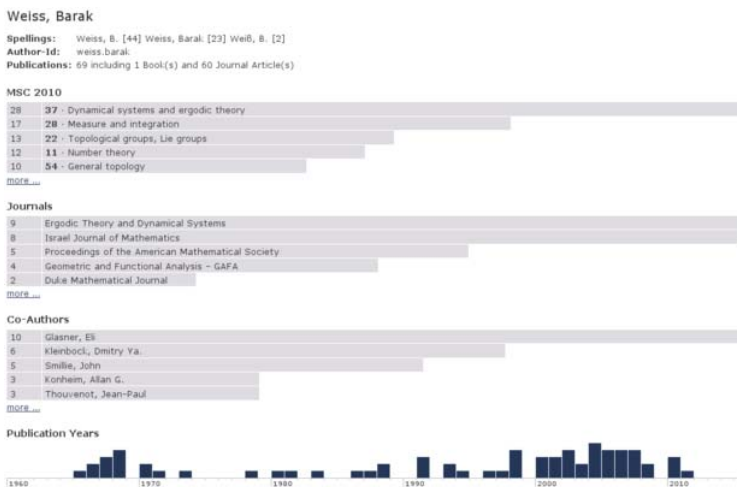 Weiss, Barak
Spellings: Weiss, B. [44] Weiss, Barak [23] Weiß, B. [2]
Author-Id: weiss.barak
Publications: 69 including 1 Book(s) and 60 Journal Article(s)
MSC 2010
28 37 · Dynamical systems and ergodic theory
17 28 · Measure and integration
13 22 · Topological groups, Lie groups
12 11 · Number theory
10 54 · General topology
more ...
Journals
9 Ergodic Theory and Dynamical Systems
8 Israel Journal of Mathematics
5 Proceedings of the American Mathematical Society
4 Geometric and Functional Analysis - GAFA
2 Duke Mathematical Journal
more ...
Co-Authors
10 Glasner, Eli
6 Kleinbock, Dmitry Ya.
5 Smillie, John
3 Konheim, Allan G.
3 Thouvenot, Jean-Paul
more ...
Publication Years
1960 1970 1980 1990 2000 2010